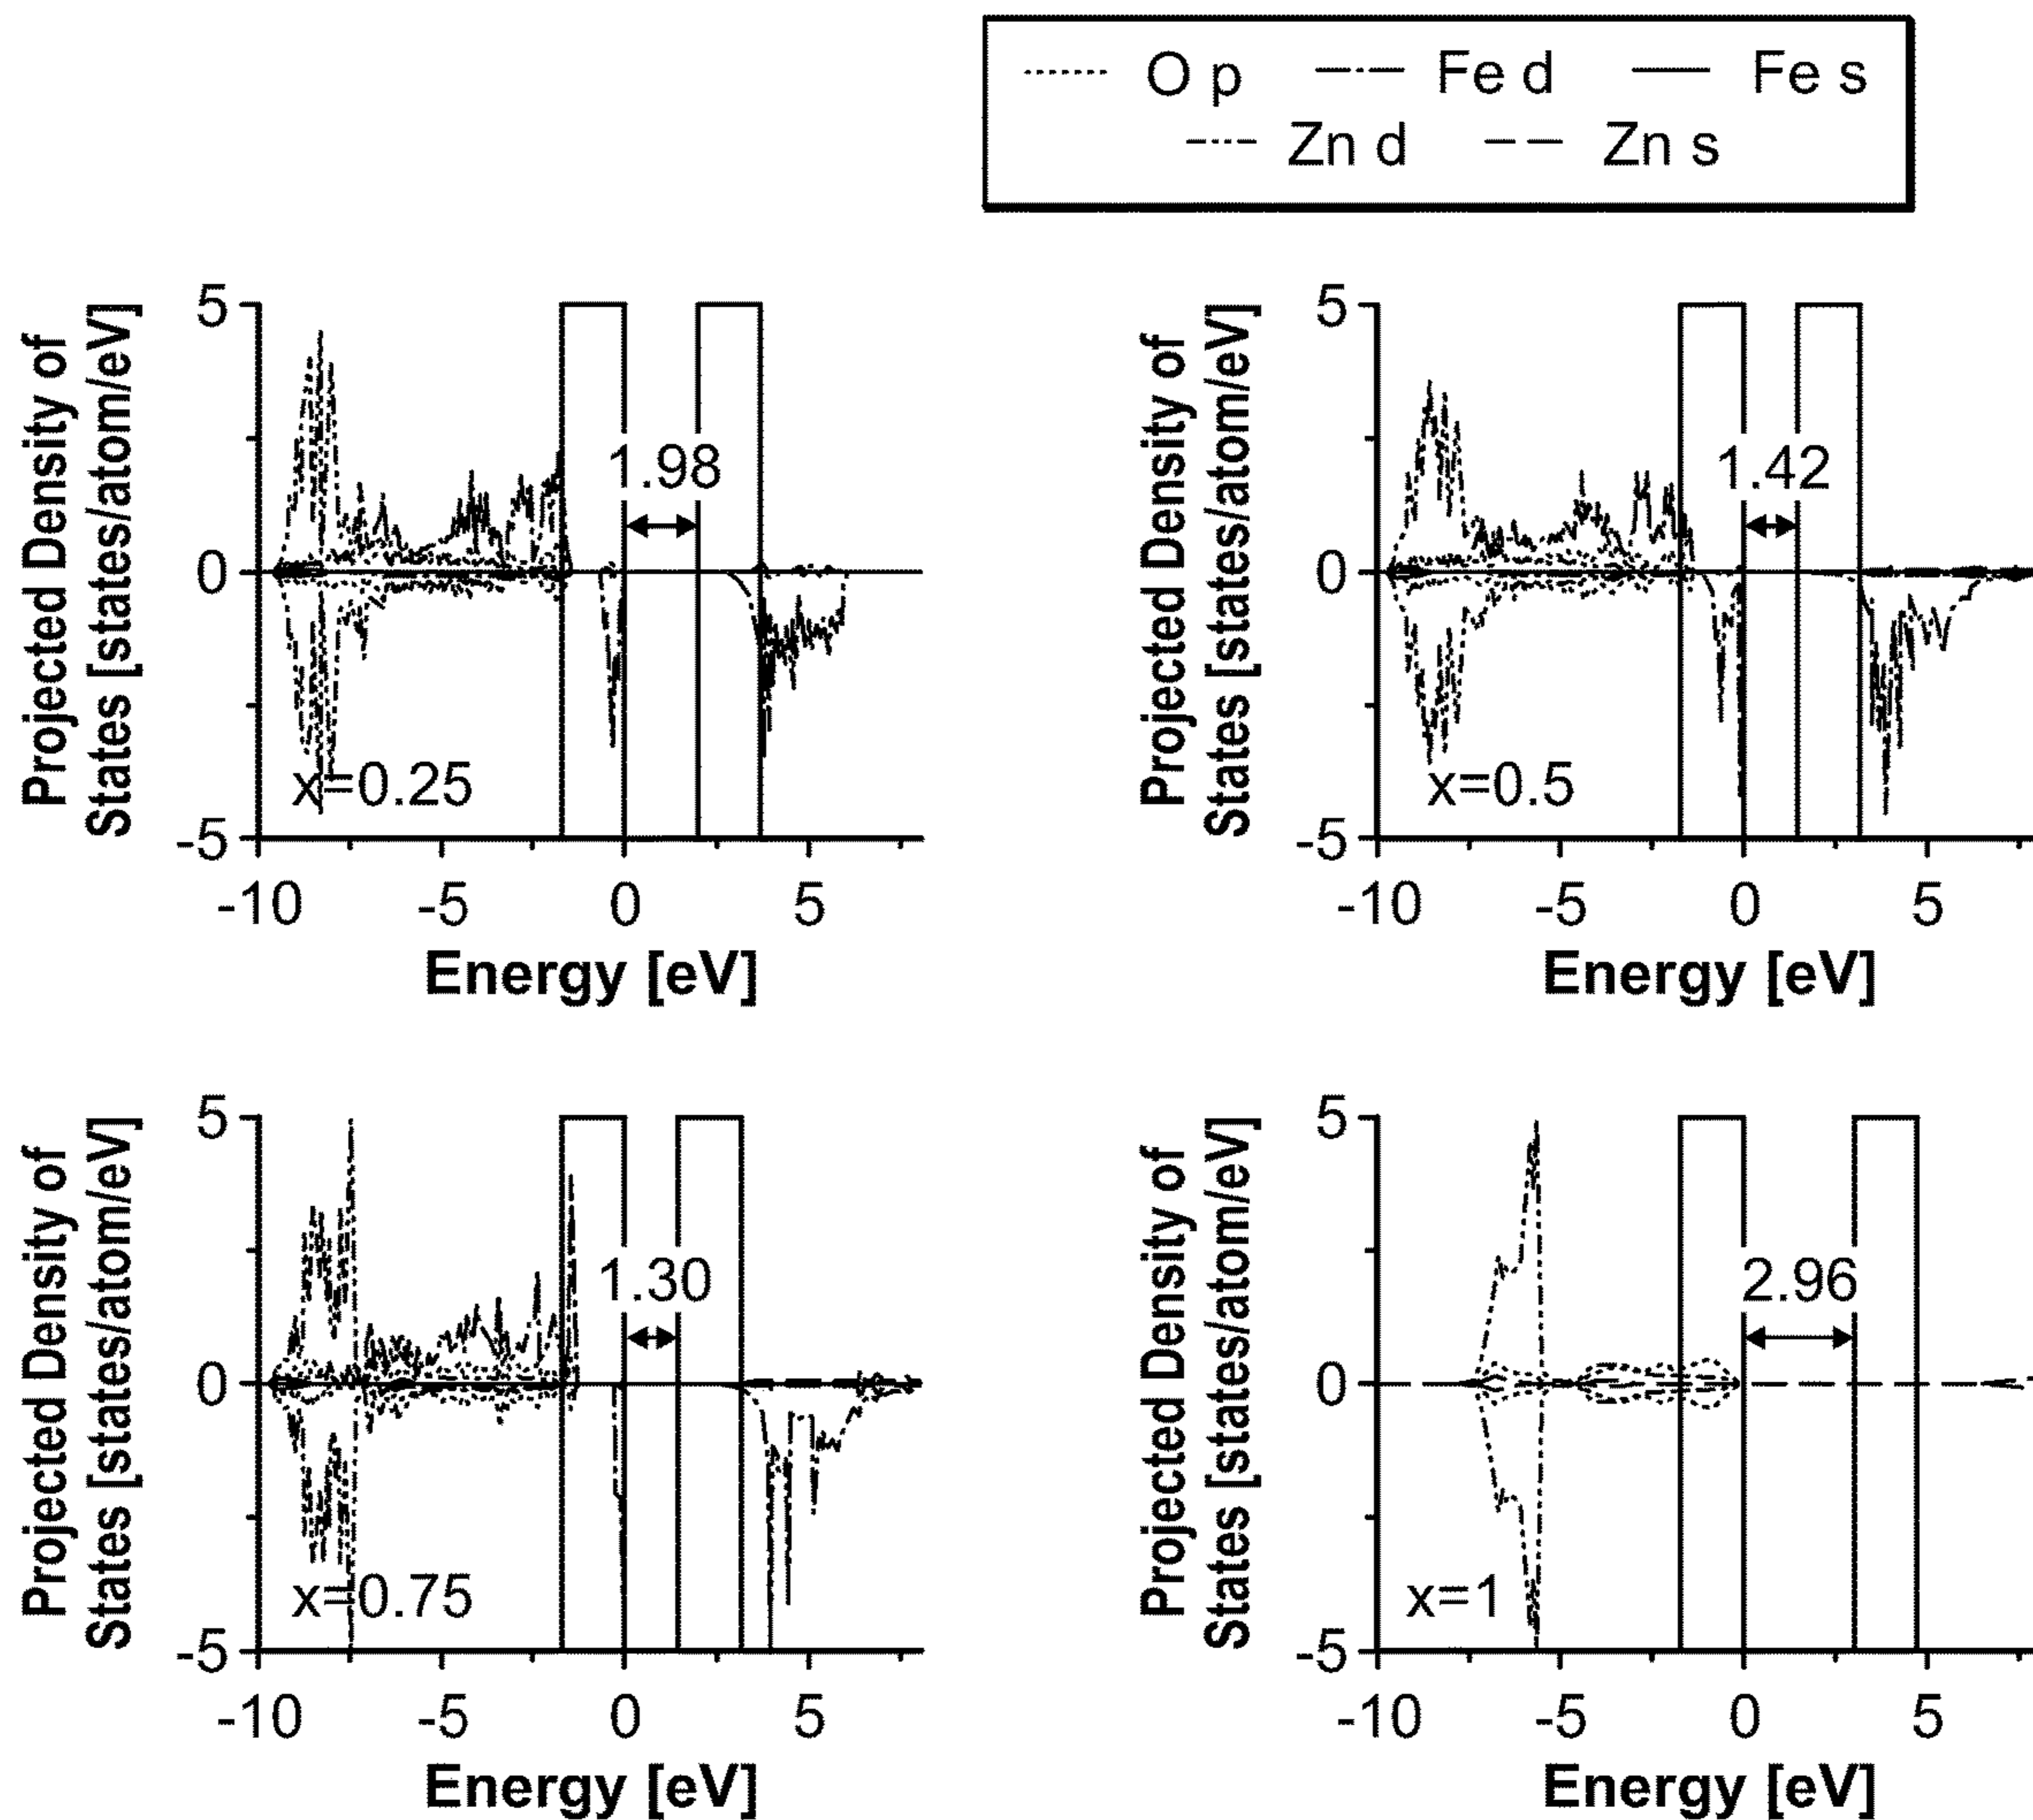 O p Fe d Fe s
Zn d Zn s
Projected Density of
States [states/atom/eV]
5
0
-5
1.98
x=0.25
-10 -5 0 5
Energy [eV]
Projected Density of
States [states/atom/eV]
5
0
-5
1.42
x=0.5
-10 -5 0 5
Energy [eV]
Projected Density of
States [states/atom/eV]
5
0
-5
1.30
x=0.75
-10 -5 0 5
Energy [eV]
Projected Density of
States [states/atom/eV]
5
0
-5
2.96
x=1
-10 -5 0 5
Energy [eV]